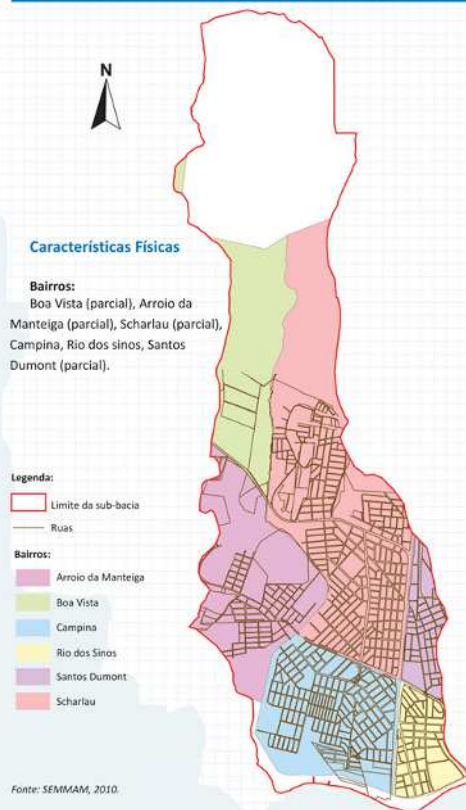 N
Características Físicas
Bairros:
Boa Vista (parcial), Arroio da
Manteiga (parcial), Scharlau (parcial),
Campina, Rio dos sinos, Santos
Dumont (parcial).
Legenda:
Limite da sub-bacia
Ruas
Bairros:
Arroio da Manteiga
Boa Vista
Campina
Rio dos Sinos
Santos Dumont
Scharlau
Fonte: SEMMAM, 2010.